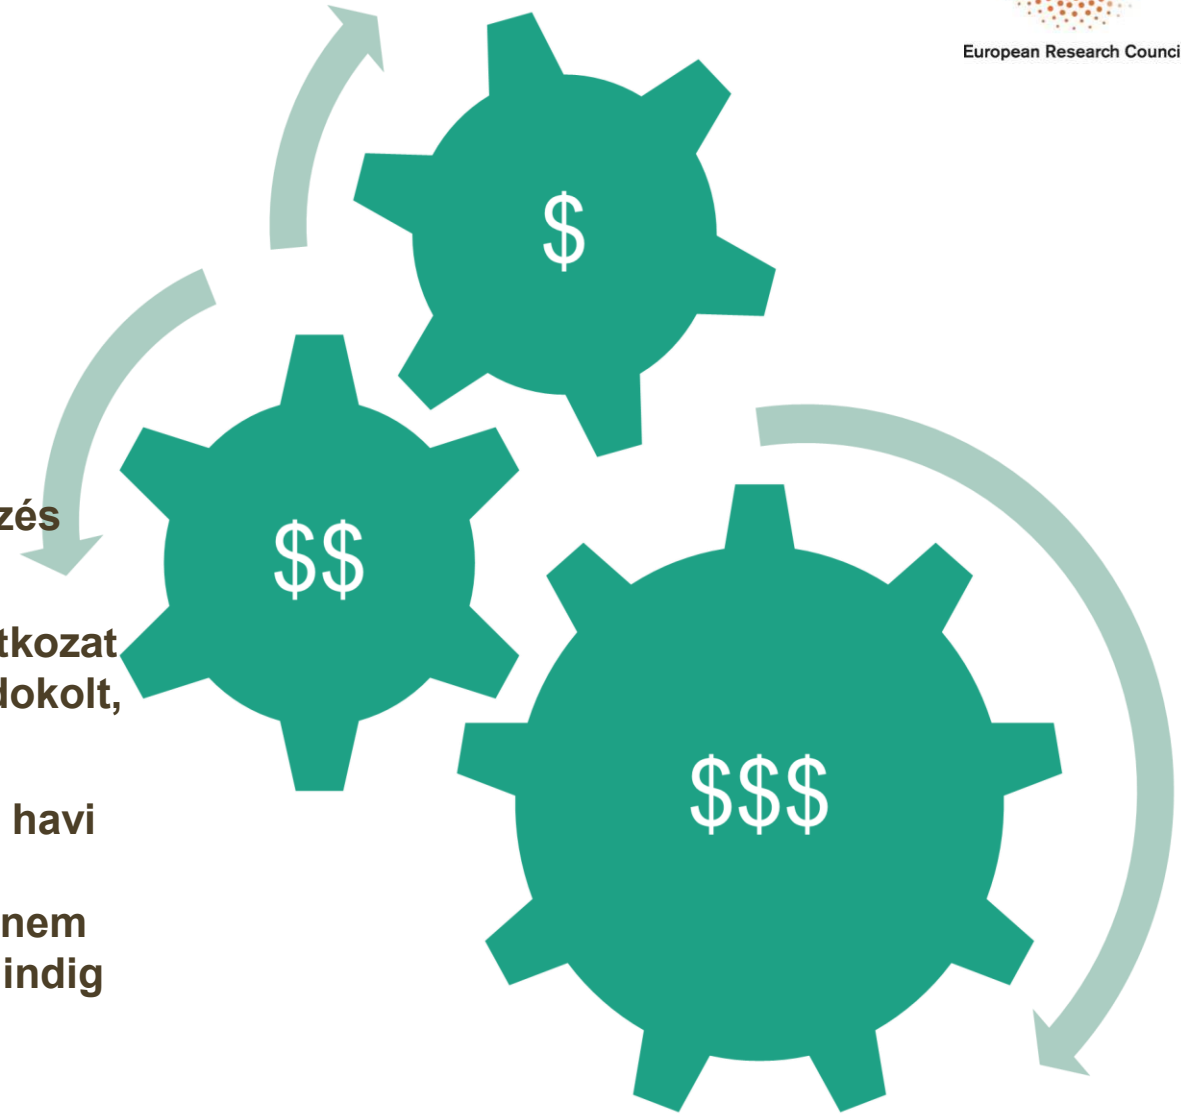 European Research Counci
$
zés
$$
tkozat
dokolt,
$$$
havi
nem
indig